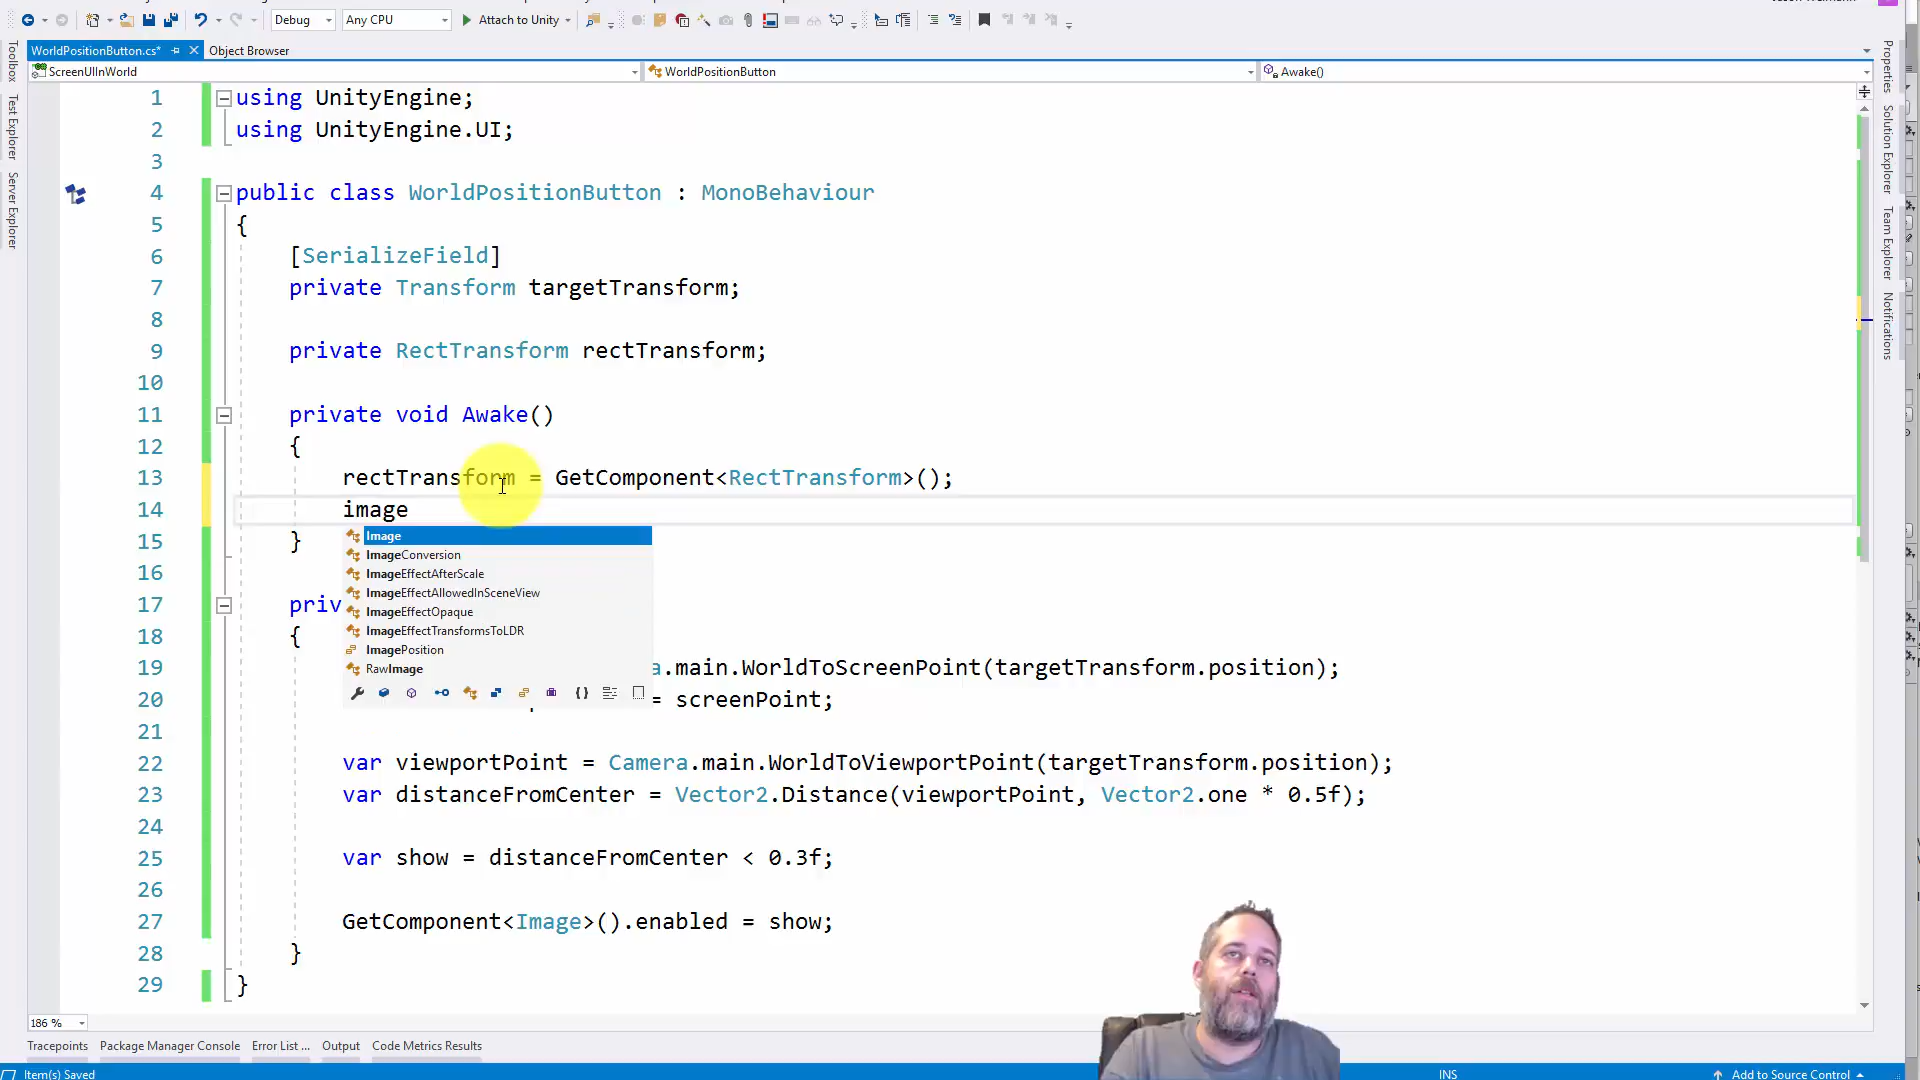 Debug
Any CPU
Attach to Unity
WorldPositionButton.cs*
Object Browser
ScreenUIInWorld
WorldPositionButton
Awake()
Toolbox
Test Explorer
Server Explorer
Properties
Solution Explorer
Team Explorer
Notifications
1 using UnityEngine;
2 using UnityEngine.UI;
3
4 public class WorldPositionButton : MonoBehaviour
5 {
6 [SerializeField]
7 private Transform targetTransform;
8
9 private RectTransform rectTransform;
10
11 private void Awake()
12 {
13 rectTransform = GetComponent<RectTransform>();
14 image
15 }
16
17 priv
18 {
19 a.main.WorldToScreenPoint(targetTransform.position);
20 = screenPoint;
21
22 var viewportPoint = Camera.main.WorldToViewportPoint(targetTransform.position);
23 var distanceFromCenter = Vector2.Distance(viewportPoint, Vector2.one * 0.5f);
24
25 var show = distanceFromCenter < 0.3f;
26
27 GetComponent<Image>().enabled = show;
28 }
29 }
Image
ImageConversion
ImageEffectAfterScale
ImageEffectAllowedInSceneView
ImageEffectOpaque
ImageEffectTransformsToLDR
ImagePosition
RawImage
186 %
Tracepoints
Package Manager Console
Error List ...
Output
Code Metrics Results
Item(s) Saved
INS
Add to Source Control